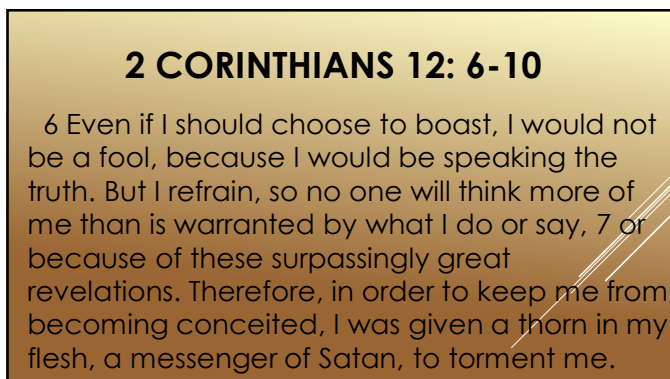 2 CORINTHIANS 12: 6-10
6 Even if I should choose to boast, I would not
be a fool, because I would be speaking the
truth. But I refrain, so no one will think more of
me than is warranted by what I do or say, 7 or
because of these surpassingly great
revelations. Therefore, in order to keep me from
becoming conceited, I was given a thorn in my
flesh, a messenger of Satan, to torment me.